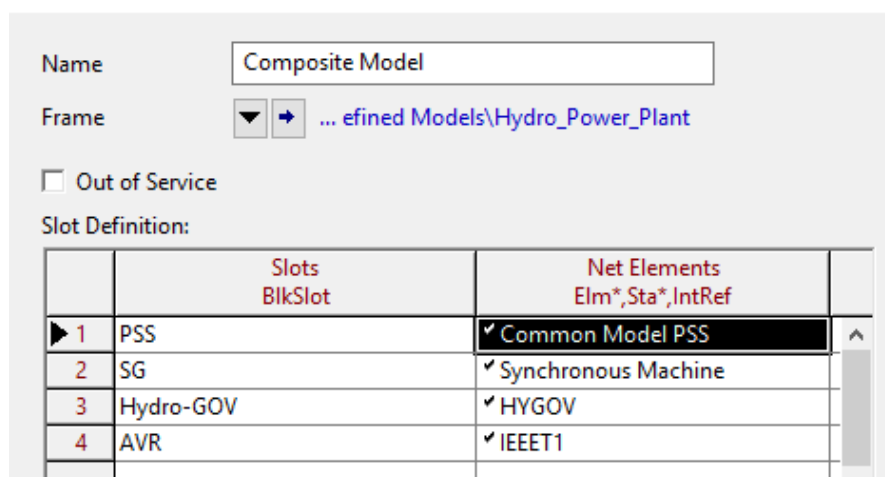 Name Composite Model
Frame ... efined Models\Hydro_Power_Plant
Out of Service
Slot Definition:
Slots Net Elements
BlkSlot Elm*,Sta*,IntRef
1 PSS Common Model PSS
2 SG Synchronous Machine
3 Hydro-GOV HYGOV
4 AVR IEEET1